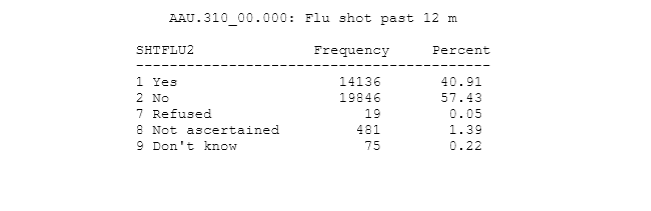 AAU.310_00.000: Flu shot past 12 m
SHTFLU2 Frequency Percent
------------------------------------------
1 Yes 14136 40.91
2 No 19846 57.43
7 Refused 19 0.05
8 Not ascertained 481 1.39
9 Don't know 75 0.22